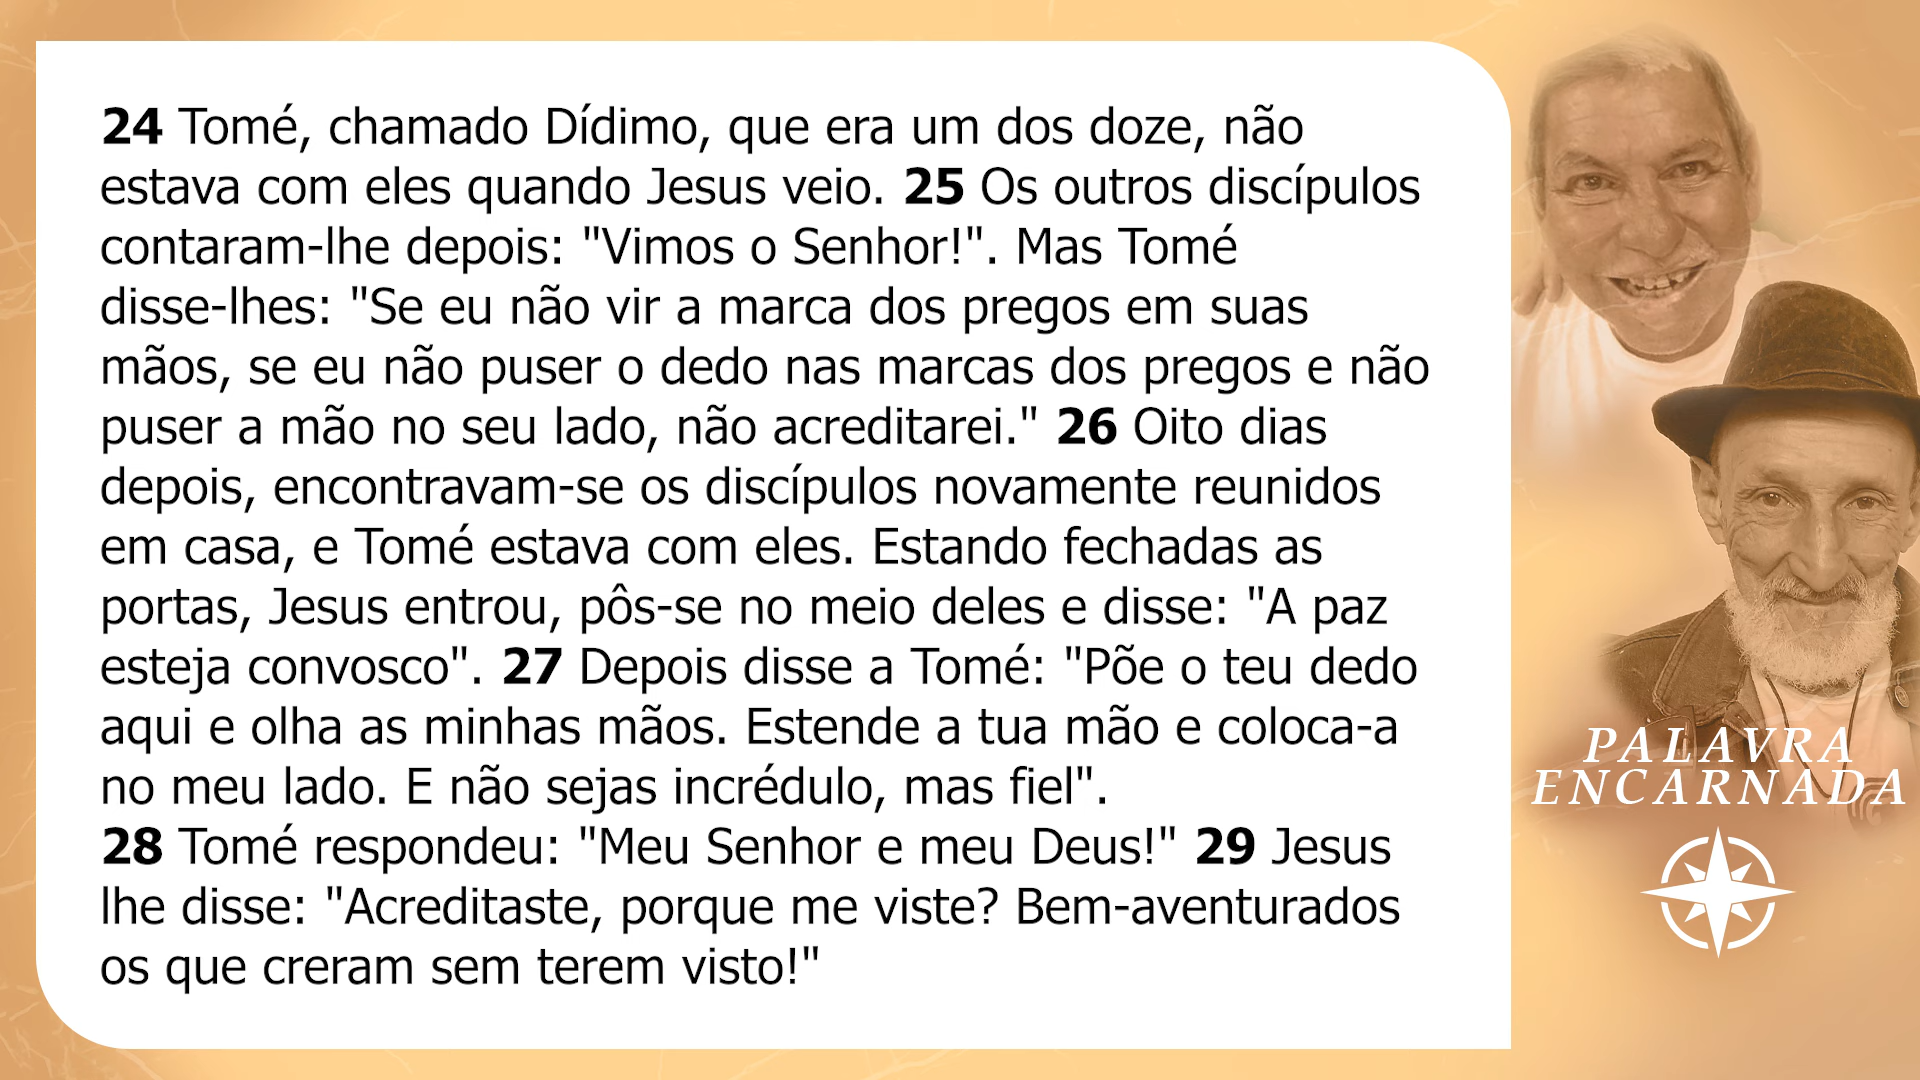 24 Tomé, chamado Dídimo, que era um dos doze, não
estava com eles quando Jesus veio. 25 Os outros discípulos
contaram-lhe depois: "Vimos o Senhor!". Mas Tomé
disse-lhes: "Se eu não vir a marca dos pregos em suas
mãos, se eu não puser o dedo nas marcas dos pregos e não
puser a mão no seu lado, não acreditarei." 26 Oito dias
depois, encontravam-se os discípulos novamente reunidos
em casa, e Tomé estava com eles. Estando fechadas as
portas, Jesus entrou, pôs-se no meio deles e disse: "A paz
esteja convosco". 27 Depois disse a Tomé: "Põe o teu dedo
aqui e olha as minhas mãos. Estende a tua mão e coloca-a
no meu lado. E não sejas incrédulo, mas fiel".
28 Tomé respondeu: "Meu Senhor e meu Deus!" 29 Jesus
lhe disse: "Acreditaste, porque me viste? Bem-aventurados
os que creram sem terem visto!"
PALAVRA
ENCARNADA